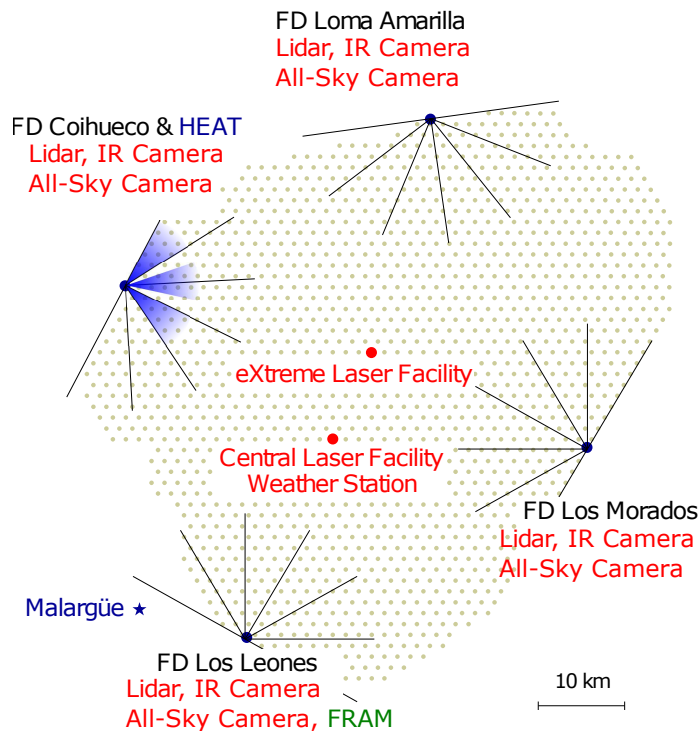 FD Loma Amarilla
Lidar, IR Camera
All-Sky Camera
FD Coihueco & HEAT
Lidar, IR Camera
All-Sky Camera
eXtreme Laser Facility
Central Laser Facility
Weather Station
FD Los Morados
Lidar, IR Camera
All-Sky Camera
Malargüe
FD Los Leones
Lidar, IR Camera
All-Sky Camera, FRAM
10 km